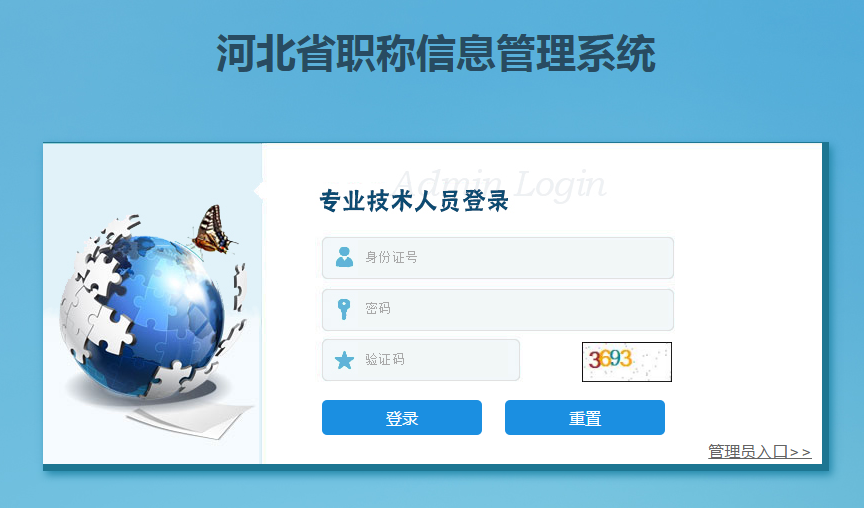 河北省职称信息管理系统
Admin Login
专业技术人员登录
身份证号
密码
验证码
3693
登录
重置
管理员入口>>